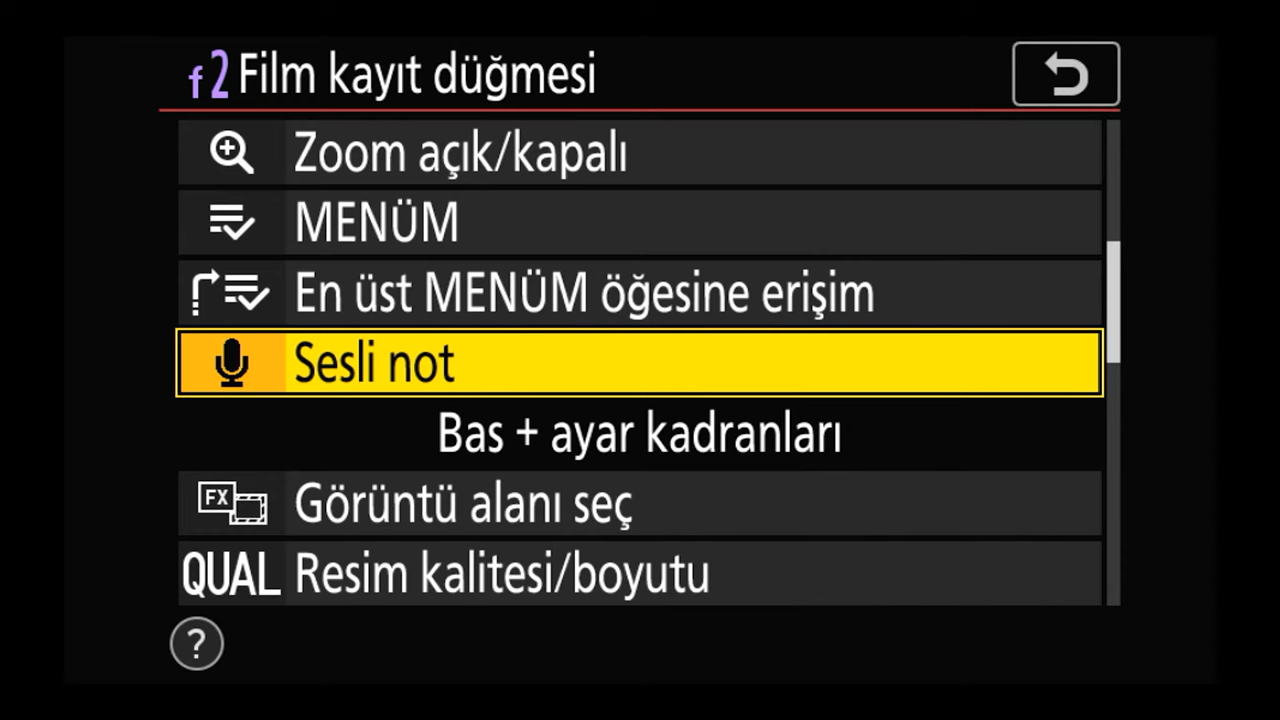 f2 Film kayıt düğmesi
Zoom açık/kapalı
MENÜM
En üst MENÜM öğesine erişim
Sesli not
Bas + ayar kadranları
FX Görüntü alanı seç
QUAL Resim kalitesi/boyutu
?